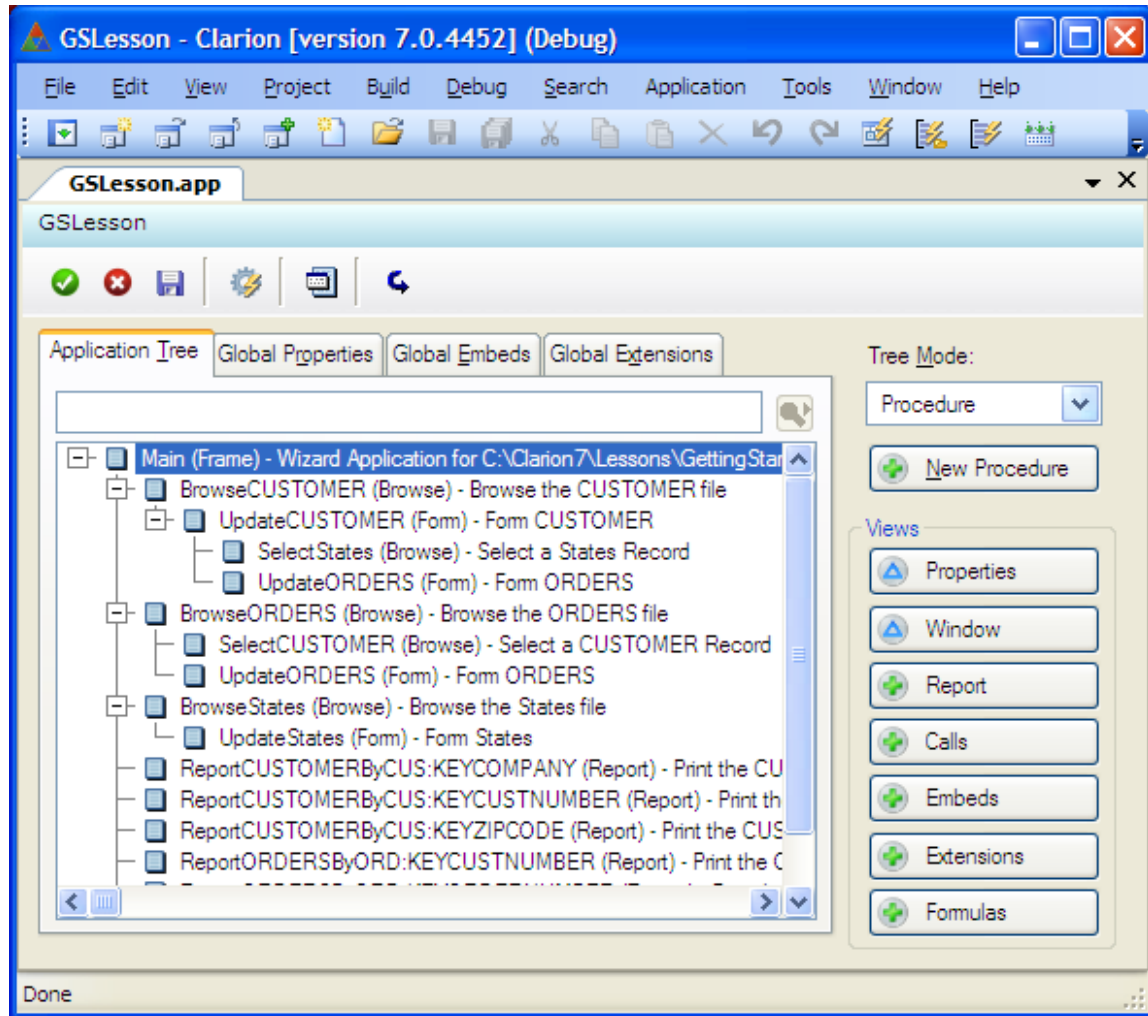 GSLesson - Clarion [version 7.0.4452] (Debug)
File Edit View Project Build Debug Search Application Tools Window Help
GSLesson.app
GSLesson
Application Tree Global Properties Global Embeds Global Extensions
Tree Mode:
Procedure
New Procedure
Views
Properties
Window
Report
Calls
Embeds
Extensions
Formulas
Main (Frame) - Wizard Application for C:\Clarion7\Lessons\GettingStar
BrowseCUSTOMER (Browse) - Browse the CUSTOMER file
UpdateCUSTOMER (Form) - Form CUSTOMER
SelectStates (Browse) - Select a States Record
UpdateORDERS (Form) - Form ORDERS
BrowseORDERS (Browse) - Browse the ORDERS file
SelectCUSTOMER (Browse) - Select a CUSTOMER Record
UpdateORDERS (Form) - Form ORDERS
BrowseStates (Browse) - Browse the States file
UpdateStates (Form) - Form States
ReportCUSTOMERByCUS:KEYCOMPANY (Report) - Print the CU
ReportCUSTOMERByCUS:KEYCUSTNUMBER (Report) - Print th
ReportCUSTOMERByCUS:KEYZIPCODE (Report) - Print the CUS
ReportORDERSByORD:KEYCUSTNUMBER (Report) - Print the
Done